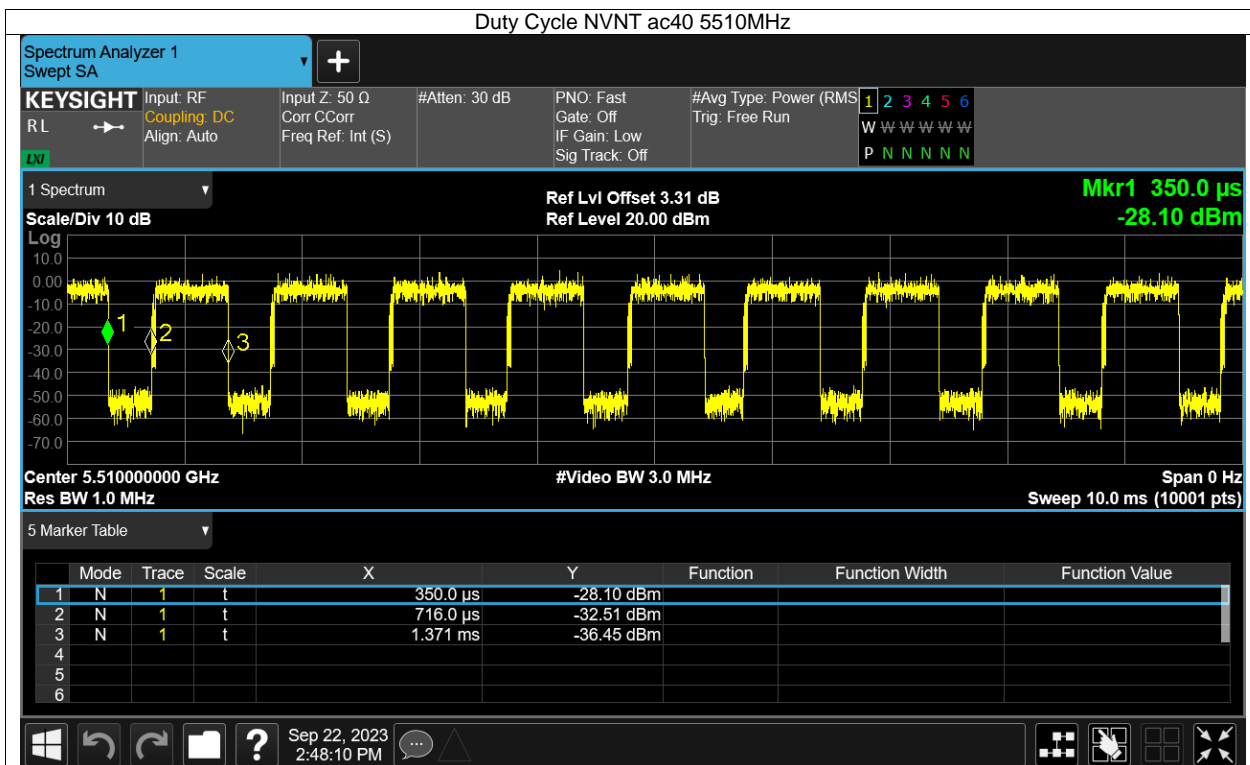 Duty Cycle NVNT ac40 5510MHz
Spectrum Analyzer 1
Swept SA
KEYSIGHT Input: RF Input Z: 50 Ω #Atten: 30 dB PNO: Fast #Avg Type: Power (RMS 1 2 3 4 5 6
RL Coupling: DC Corr CCorr Gate: Off Trig: Free Run W W W W W W
Align: Auto Freq Ref: Int (S) IF Gain: Low
LXI Sig Track: Off P N N N N N
1 Spectrum Ref Lvl Offset 3.31 dB Mkr1 350.0 µs
Scale/Div 10 dB Ref Level 20.00 dBm -28.10 dBm
Log
10.0
0.00
-10.0
-20.0 1 2
-30.0 3
-40.0
-50.0
-60.0
-70.0
Center 5.510000000 GHz #Video BW 3.0 MHz Span 0 Hz
Res BW 1.0 MHz Sweep 10.0 ms (10001 pts)
5 Marker Table
Mode Trace Scale X Y Function Function Width Function Value
1 N 1 t 350.0 µs -28.10 dBm
2 N 1 t 716.0 µs -32.51 dBm
3 N 1 t 1.371 ms -36.45 dBm
4
5
6
? Sep 22, 2023
2:48:10 PM